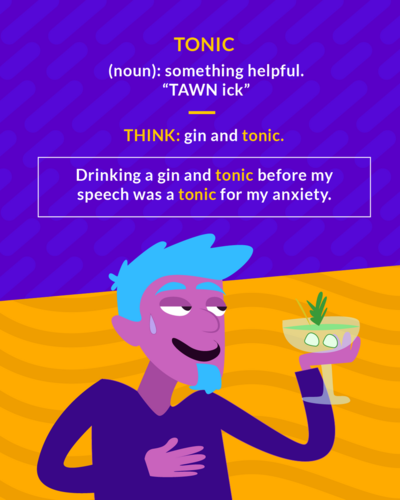 TONIC
(noun): something helpful.
“TAWN ick”
THINK: gin and tonic.
Drinking a gin and tonic before my
speech was a tonic for my anxiety.